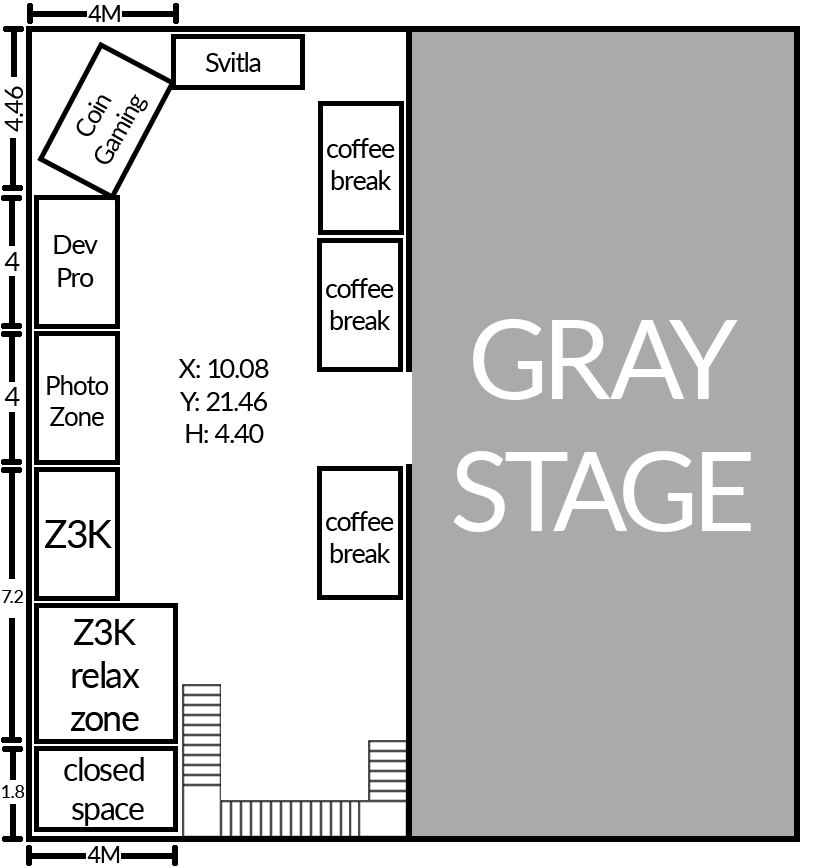 4M
Svitla
Coin
Gaming
4.46
coffee
break
Dev
Pro
4
coffee
break
Photo
Zone
4
X: 10.08
Y: 21.46
H: 4.40
GRAY
STAGE
Z3K
coffee
break
7.2
Z3K
relax
zone
closed
space
1.8
4M